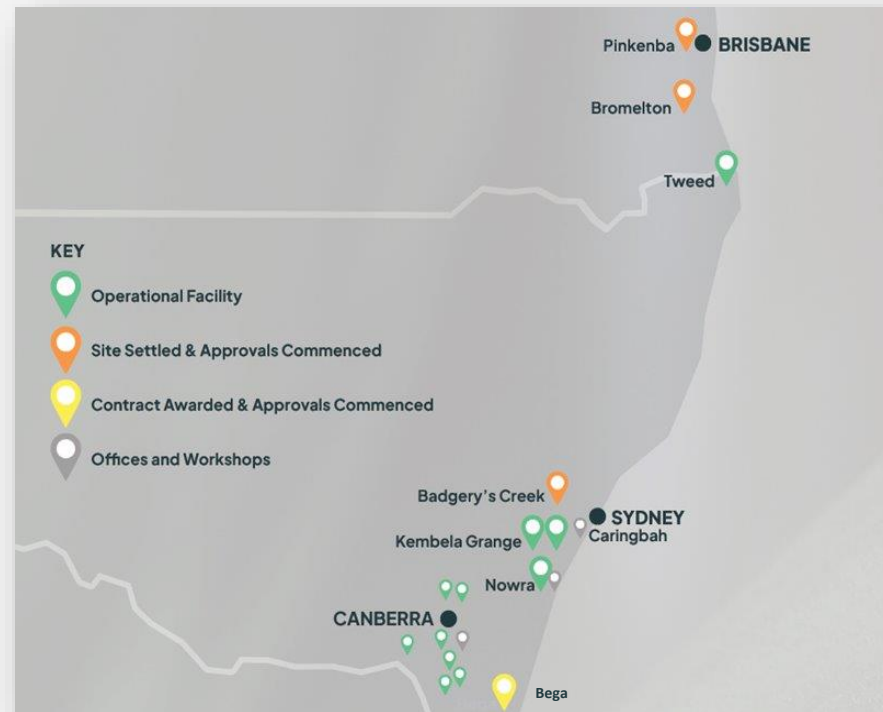 Pinkenba
BRISBANE
Bromelton
Tweed
KEY
Operational Facility
Site Settled & Approvals Commenced
Contract Awarded & Approvals Commenced
Offices and Workshops
Badgery's Creek
SYDNEY
Kembela Grange
Caringbah
Nowra
CANBERRA
Bega